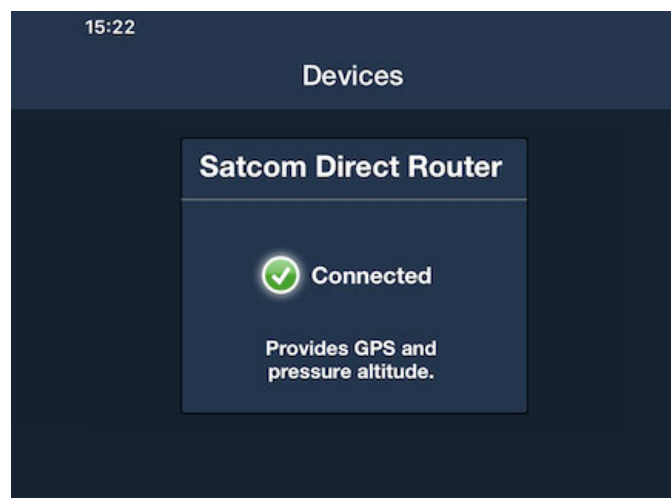 15:22
Devices
Satcom Direct Router
Connected
Provides GPS and
pressure altitude.